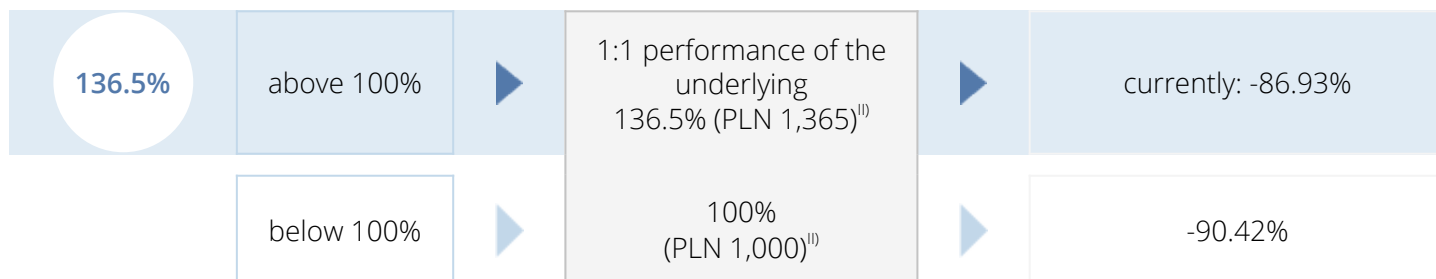 136.5%
above 100%
1:1 performance of the
underlying
136.5% (PLN 1,365)II)
currently: -86.93%
below 100%
100%
(PLN 1,000)II)
-90.42%